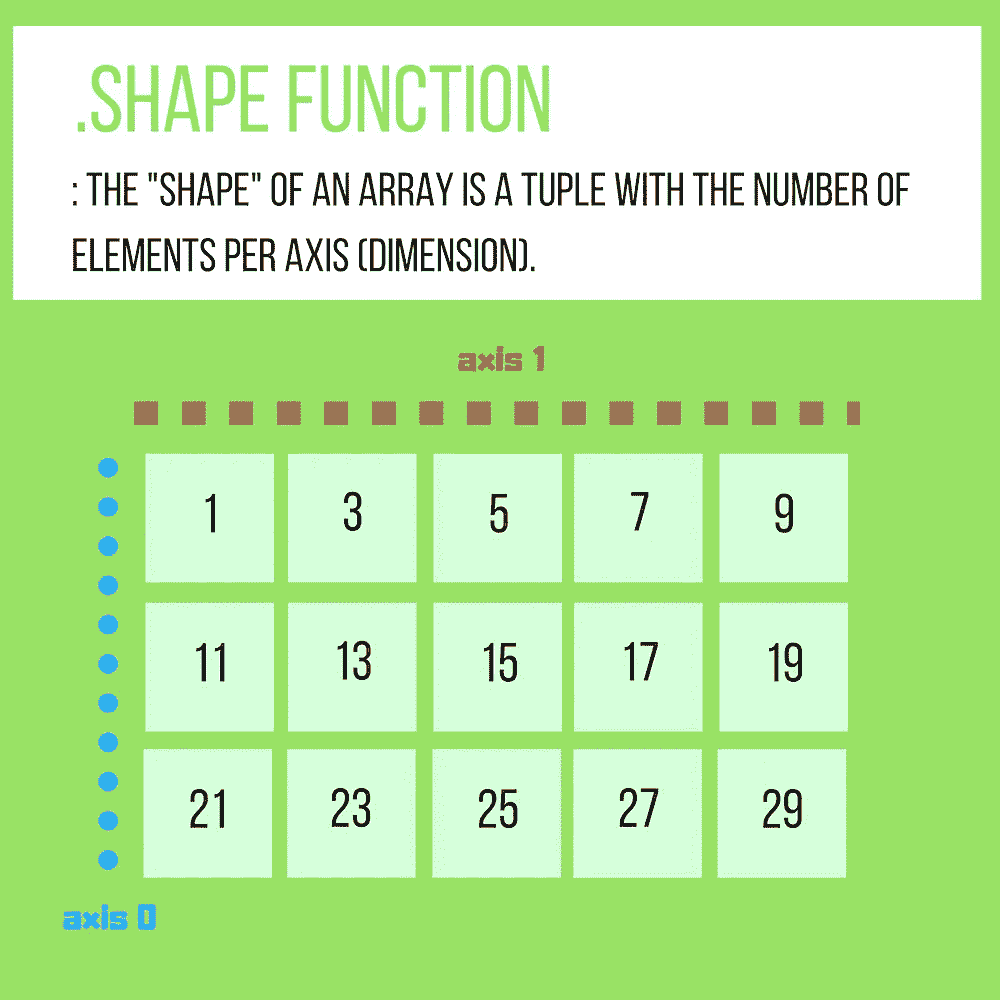 .SHAPE FUNCTION
: THE "SHAPE" OF AN ARRAY IS A TUPLE WITH THE NUMBER OF
ELEMENTS PER AXIS (DIMENSION).
axis 1
1 3 5 7 9
11 13 15 17 19
21 23 25 27 29
axis 0